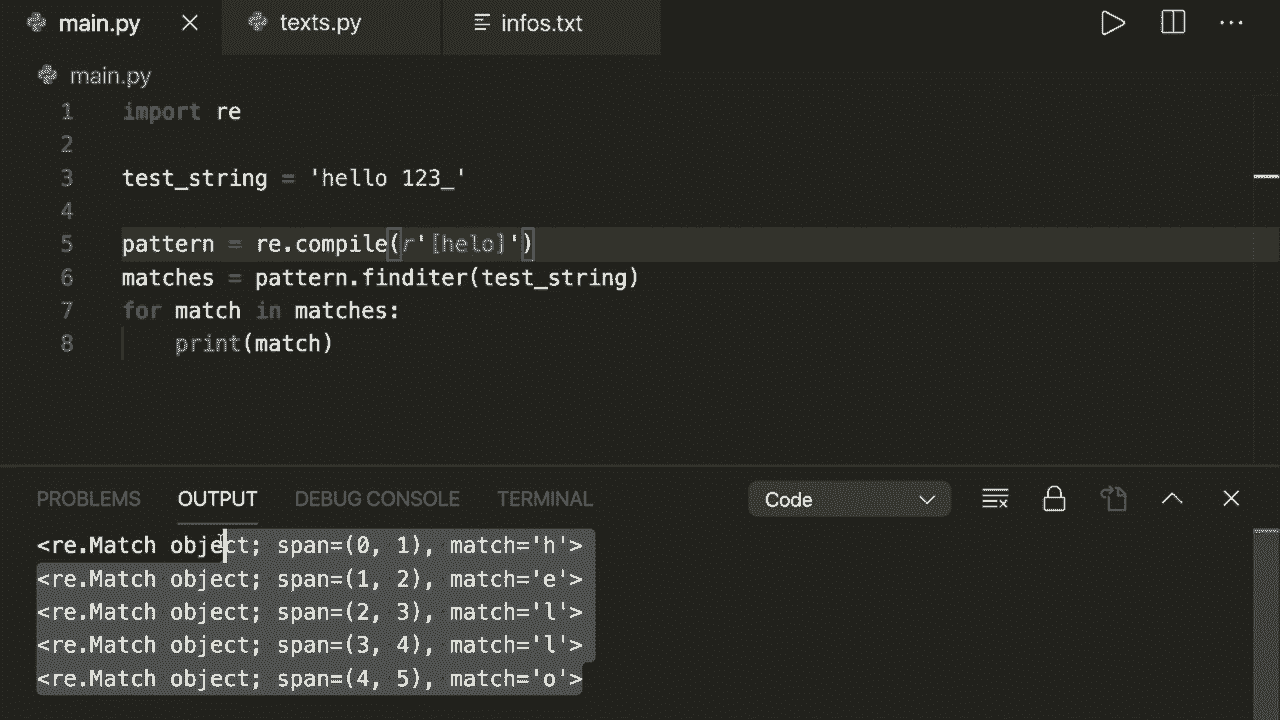 main.py texts.py infos.txt
main.py
1 import re
2
3 test_string = 'hello 123_'
4
5 pattern = re.compile(r'[helo]')
6 matches = pattern.finditer(test_string)
7 for match in matches:
8     print(match)
PROBLEMS OUTPUT DEBUG CONSOLE TERMINAL Code
<re.Match object; span=(0, 1), match='h'>
<re.Match object; span=(1, 2), match='e'>
<re.Match object; span=(2, 3), match='l'>
<re.Match object; span=(3, 4), match='l'>
<re.Match object; span=(4, 5), match='o'>